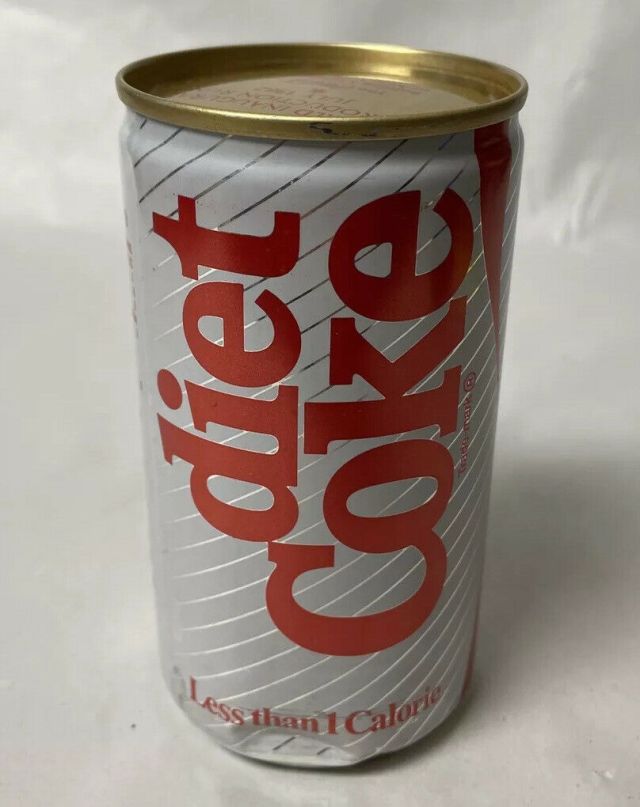 diet
Coke
Trade-mark ®
Less than 1 Calorie